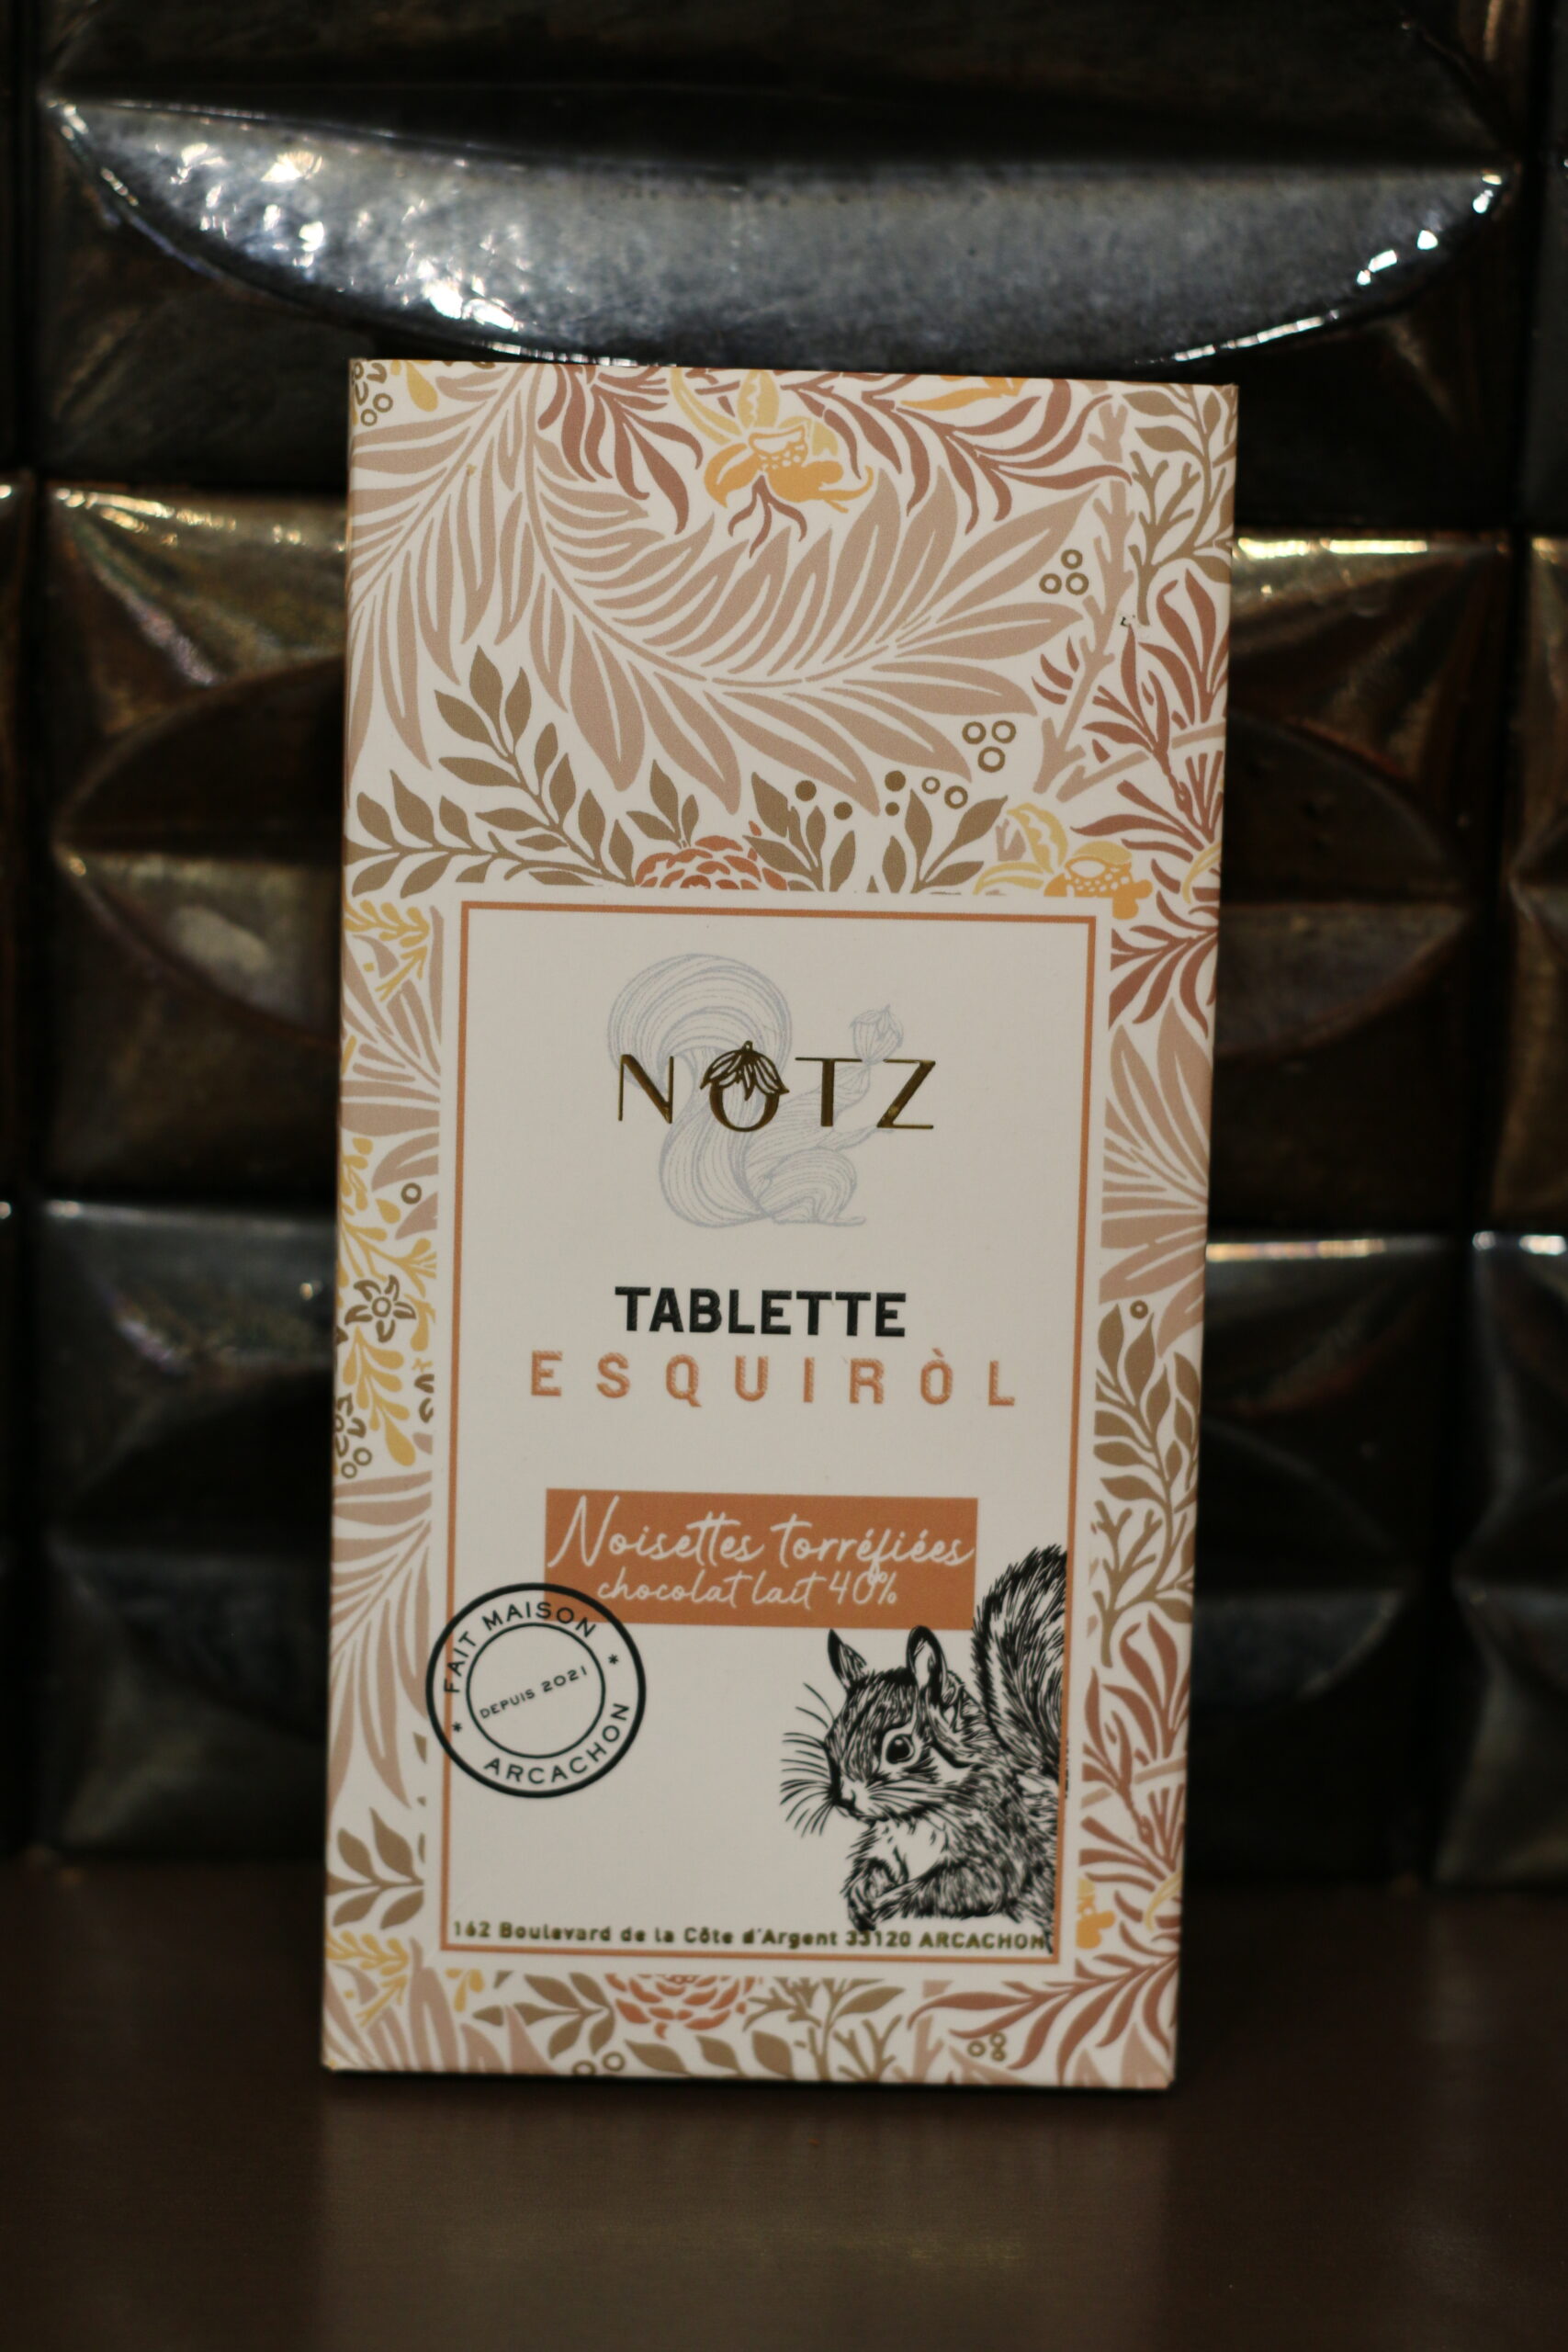 NOTZ
TABLETTE
ESQUIRÒL
Noisettes torréfiées
chocolat lait 40%
FAIT MAISON
DEPUIS 2021
ARCACHON
162 Boulevard de la Côte d'Argent 33120 ARCACHON